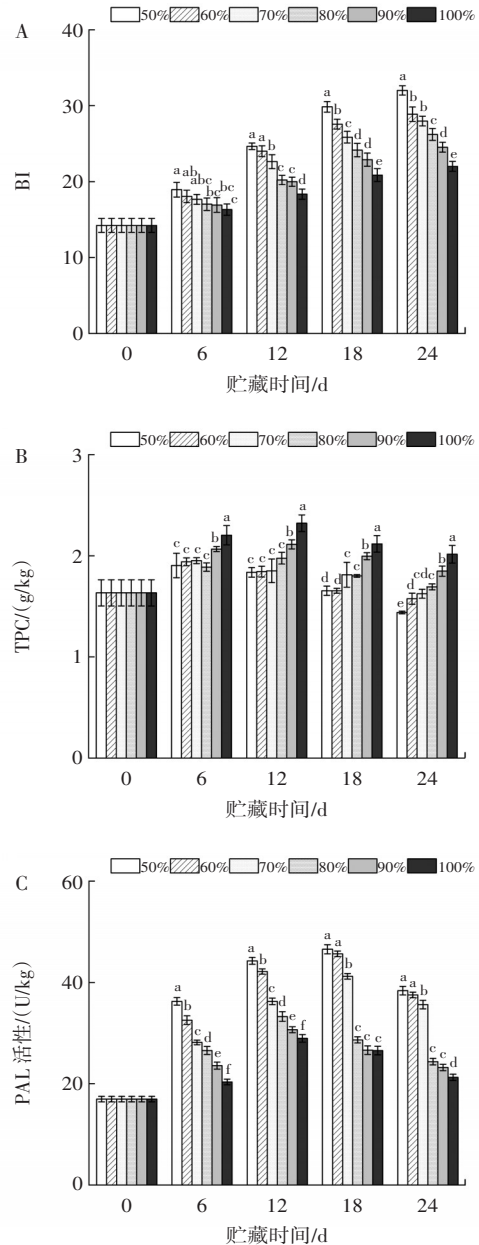 A
50% 60% 70% 80% 90% 100%
40
30
20
10
0
BI
a ab abc bc bc c
a a b c c d
a b c d d e
a b b c d e
0 6 12 18 24
贮藏时间/d
B
50% 60% 70% 80% 90% 100%
3
2
1
0
TPC/(g/kg)
c c c c b a
c c c c b a
d d c c b a
e d cd c b a
0 6 12 18 24
贮藏时间/d
C
50% 60% 70% 80% 90% 100%
60
40
20
0
PAL 活性/(U/kg)
a b c d e f
a b c d e f
a a b c c c
a a b c c d
0 6 12 18 24
贮藏时间/d